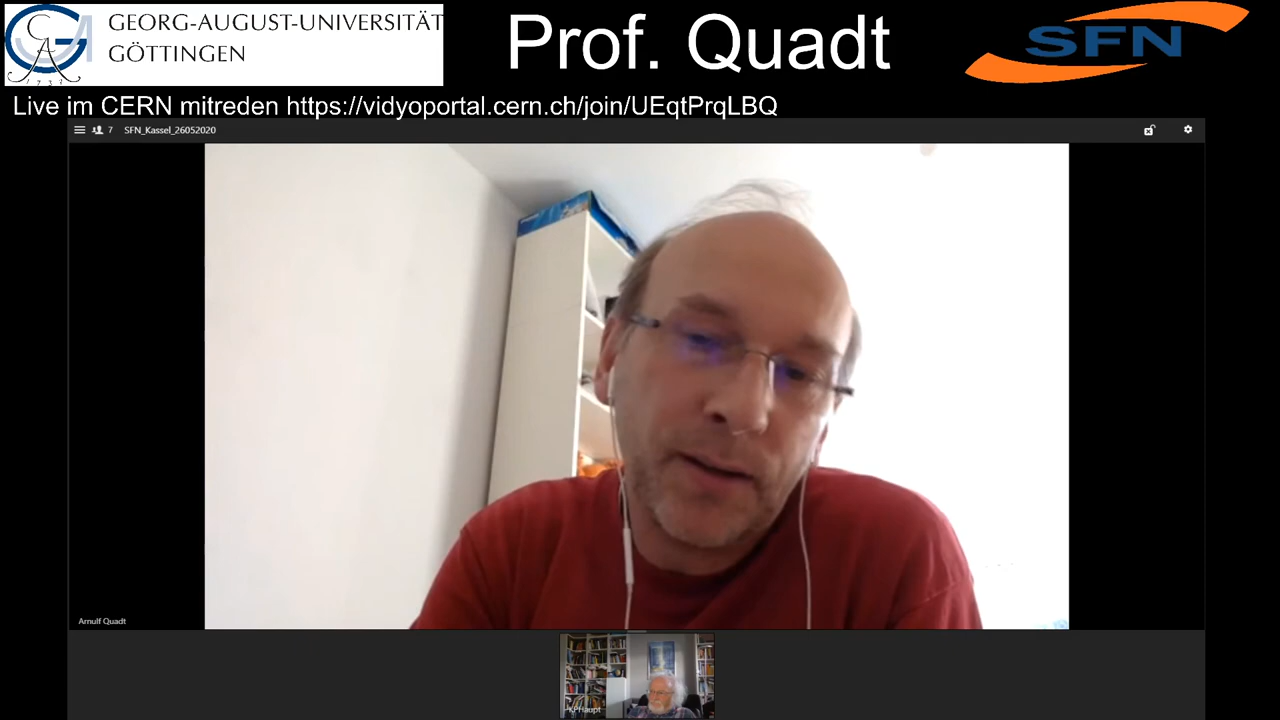 GEORG-AUGUST-UNIVERSITÄT
GÖTTINGEN
Prof. Quadt
SFN
Live im CERN mitreden https://vidyoportal.cern.ch/join/UEqtPrqLBQ
7 SFN_Kassel_26052020
Arnulf Quadt
KPHaupt